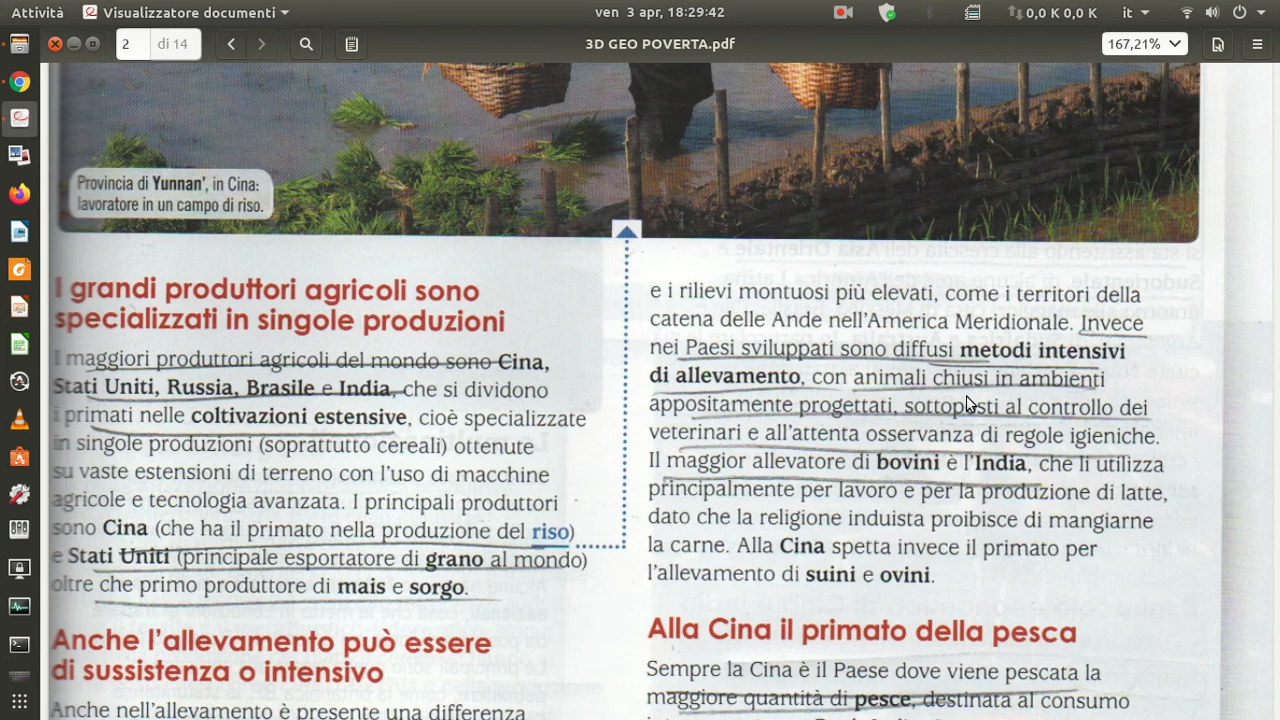 Attività
Visualizzatore documenti
ven 3 apr, 18:29:42
0,0 K 0,0 K
it
2
di 14
3D GEO POVERTA.pdf
167,21%
Provincia di Yunnan', in Cina:
lavoratore in un campo di riso.
I grandi produttori agricoli sono
specializzati in singole produzioni
I maggiori produttori agricoli del mondo sono Cina,
Stati Uniti, Russia, Brasile e India, che si dividono
i primati nelle coltivazioni estensive, cioè specializzate
in singole produzioni (soprattutto cereali) ottenute
su vaste estensioni di terreno con l'uso di macchine
agricole e tecnologia avanzata. I principali produttori
sono Cina (che ha il primato nella produzione del riso)
e Stati Uniti (principale esportatore di grano al mondo)
oltre che primo produttore di mais e sorgo.
Anche l'allevamento può essere
di sussistenza o intensivo
Anche nell'allevamento è presente una differenza
e i rilievi montuosi più elevati, come i territori della
catena delle Ande nell'America Meridionale. Invece
nei Paesi sviluppati sono diffusi metodi intensivi
di allevamento, con animali chiusi in ambienti
appositamente progettati, sottoposti al controllo dei
veterinari e all'attenta osservanza di regole igieniche.
Il maggior allevatore di bovini è l'India, che li utilizza
principalmente per lavoro e per la produzione di latte,
dato che la religione induista proibisce di mangiarne
la carne. Alla Cina spetta invece il primato per
l'allevamento di suini e ovini.
Alla Cina il primato della pesca
Sempre la Cina è il Paese dove viene pescata la
maggiore quantità di pesce, destinata al consumo